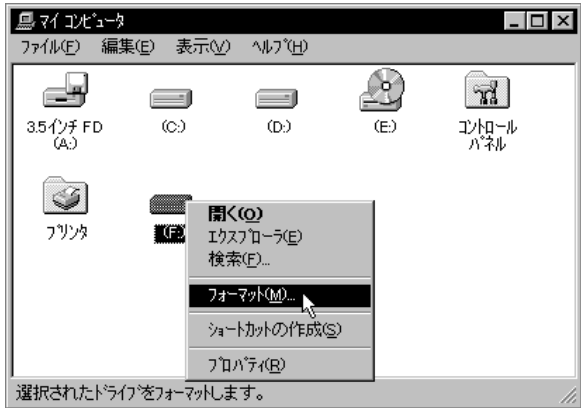 マイ コンピュータ
ファイル(F) 編集(E) 表示(V) ヘルプ(H)
3.5インチ FD
(A:)
(C:)
(D:)
(E:)
コントロール
パネル
プリンタ
(F:)
開く(O)
エクスプローラ(E)
検索(F)...
フォーマット(M)...
ショートカットの作成(S)
プロパティ(R)
選択されたドライブをフォーマットします。